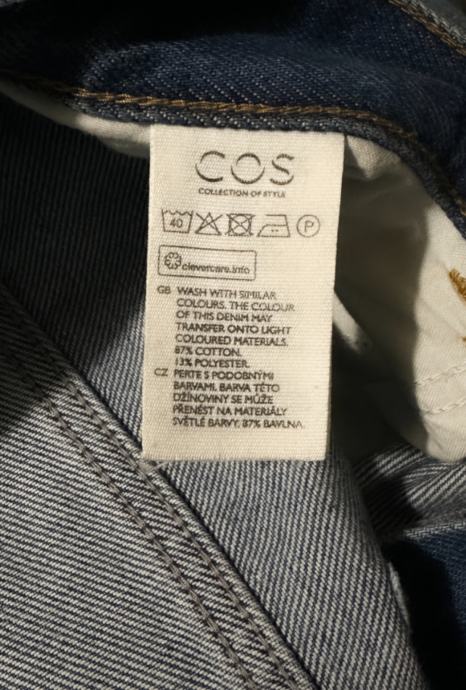 COS
COLLECTION OF STYLE
40 P
clevercare.info
GB WASH WITH SIMILAR
COLOURS. THE COLOUR
OF THIS DENIM MAY
TRANSFER ONTO LIGHT
COLOURED MATERIALS.
87% COTTON.
13% POLYESTER.
CZ PERTE S PODOBNÝMI
BARVAMI. BARVA TÉTO
DŽÍNOVINY SE MŮŽE
PŘENÉST NA MATERIÁLY
SVĚTLÉ BARVY. 87% BAVLNA.